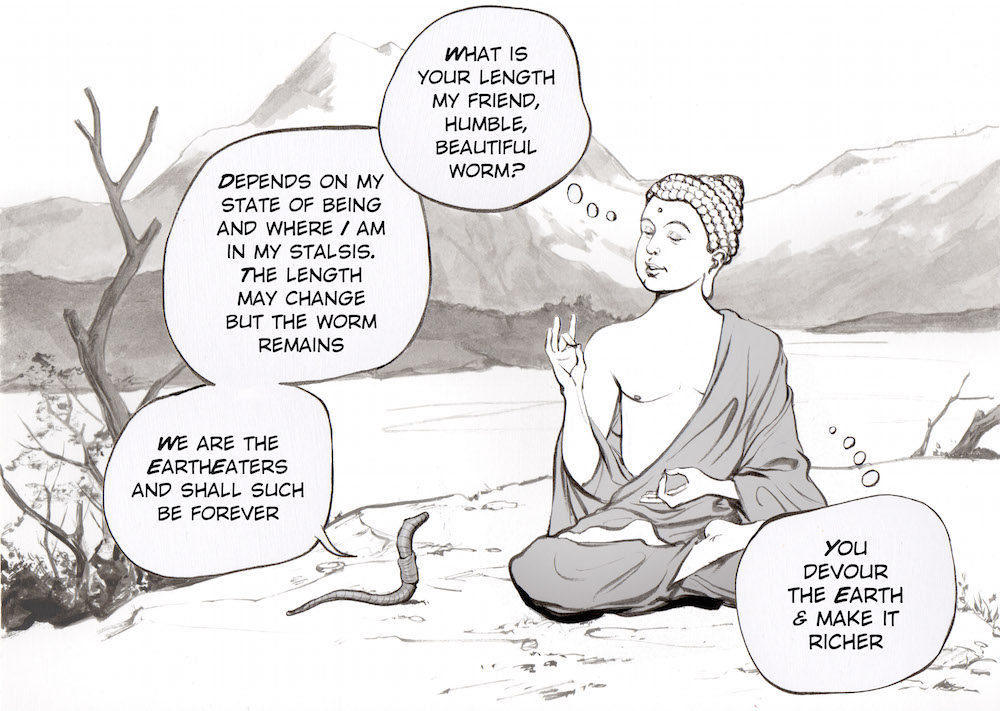 What is
your length
my friend,
humble,
beautiful
worm?
Depends on my
state of being
and where I am
in my stalsis.
The length
may change
but the worm
remains
We are the
EarthEaters
and shall such
be forever
You
devour
the Earth
& make it
richer